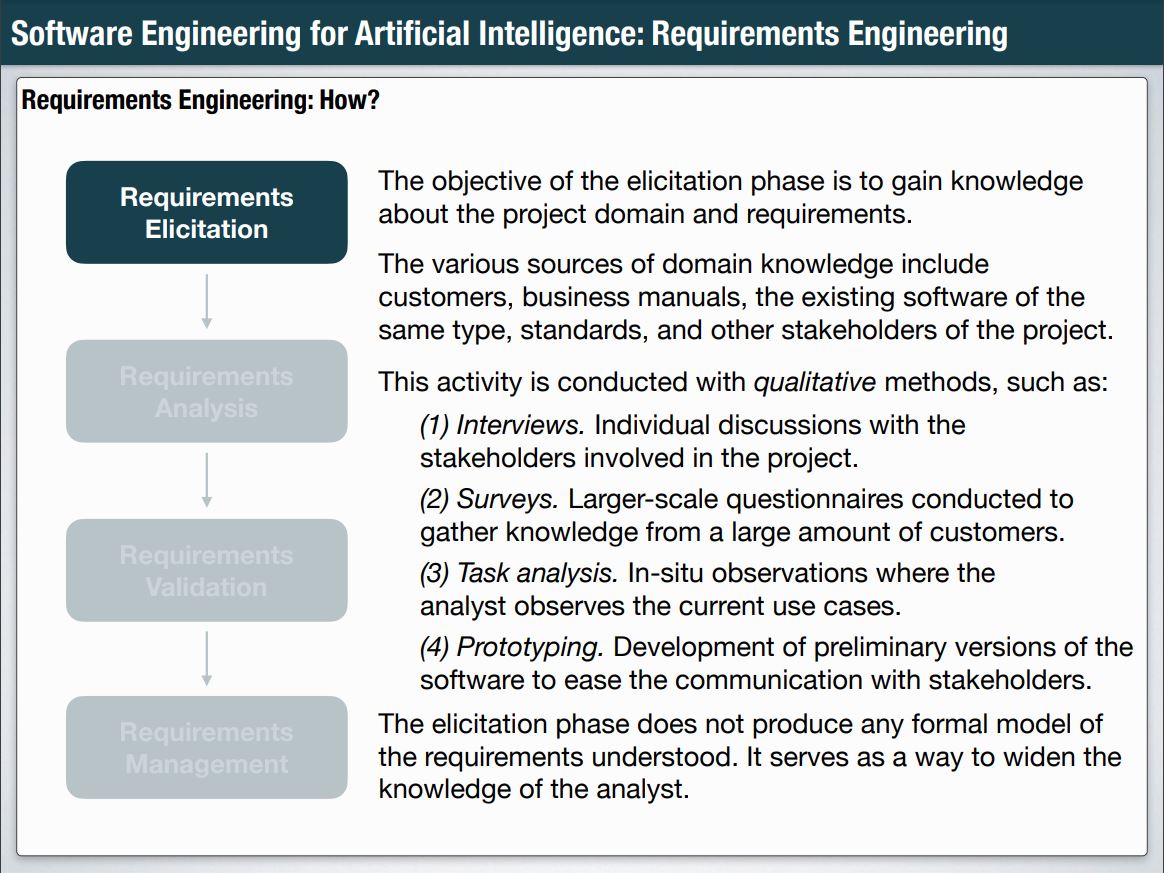 Software Engineering for Artificial Intelligence: Requirements Engineering
Requirements Engineering: How?
Requirements
Elicitation
Requirements
Analysis
Requirements
Validation
Requirements
Management
The objective of the elicitation phase is to gain knowledge
about the project domain and requirements.
The various sources of domain knowledge include
customers, business manuals, the existing software of the
same type, standards, and other stakeholders of the project.
This activity is conducted with qualitative methods, such as:
(1) Interviews. Individual discussions with the
stakeholders involved in the project.
(2) Surveys. Larger-scale questionnaires conducted to
gather knowledge from a large amount of customers.
(3) Task analysis. In-situ observations where the
analyst observes the current use cases.
(4) Prototyping. Development of preliminary versions of the
software to ease the communication with stakeholders.
The elicitation phase does not produce any formal model of
the requirements understood. It serves as a way to widen the
knowledge of the analyst.